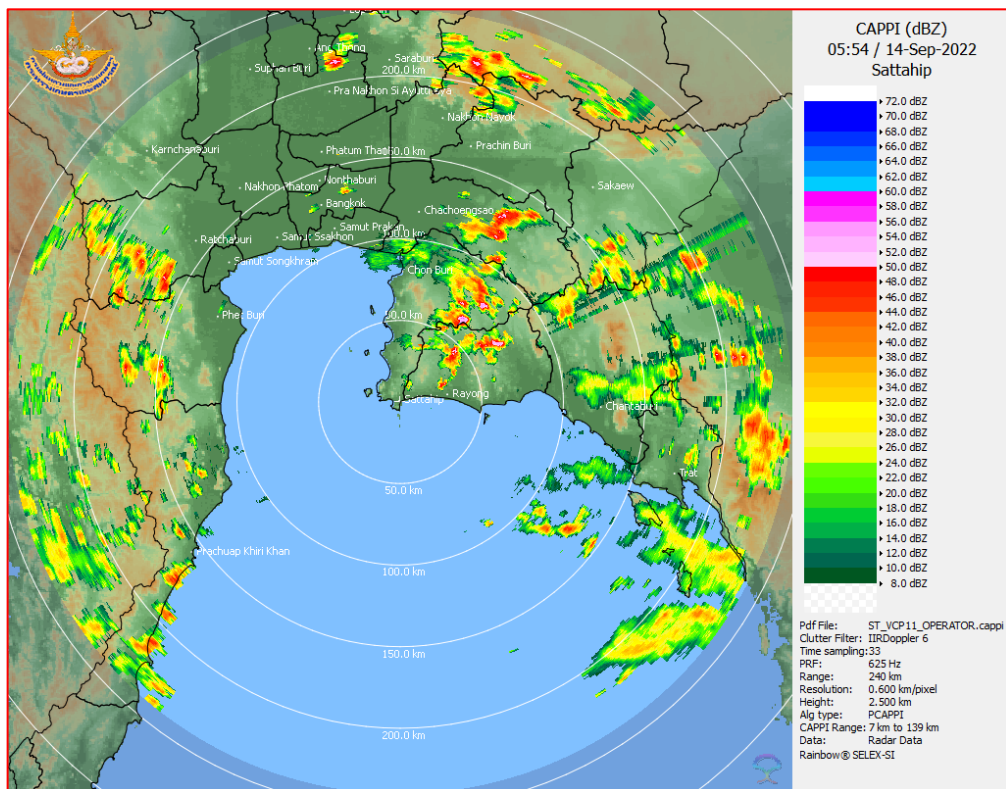 CAPPI (dBZ)
05:54 / 14-Sep-2022
Sattahip
72.0 dBZ
70.0 dBZ
68.0 dBZ
66.0 dBZ
64.0 dBZ
62.0 dBZ
60.0 dBZ
58.0 dBZ
56.0 dBZ
54.0 dBZ
52.0 dBZ
50.0 dBZ
48.0 dBZ
46.0 dBZ
44.0 dBZ
42.0 dBZ
40.0 dBZ
38.0 dBZ
36.0 dBZ
34.0 dBZ
32.0 dBZ
30.0 dBZ
28.0 dBZ
26.0 dBZ
24.0 dBZ
22.0 dBZ
20.0 dBZ
18.0 dBZ
16.0 dBZ
14.0 dBZ
12.0 dBZ
10.0 dBZ
8.0 dBZ
Pdf File: ST_VCP11_OPERATOR.cappi
Clutter Filter: IIRDoppler 6
Time sampling:33
PRF: 625 Hz
Range: 240 km
Resolution: 0.600 km/pixel
Height: 2.500 km
Alg type: PCAPPI
CAPPI Range: 7 km to 139 km
Data: Radar Data
Rainbow® SELEX-SI
Ang Thong
Saraburi
Suphan Buri
200.0 km
Pra Nakhon Si Ayutthaya
Nakhon Nayok
Karnchanaburi
Phatum Thani
Prachin Buri
Nonthaburi
Nakhon Phatom
Sakaew
Bangkok
Chachoengsao
Samut Prakan
Ratchaburi
Samut Ssakhon
100.0 km
Samut Songkhram
Chon Buri
Phet Buri
50.0 km
Rayong
Sattahip
Chantaburi
Trat
50.0 km
Prachuap Khiri Khan
100.0 km
150.0 km
200.0 km